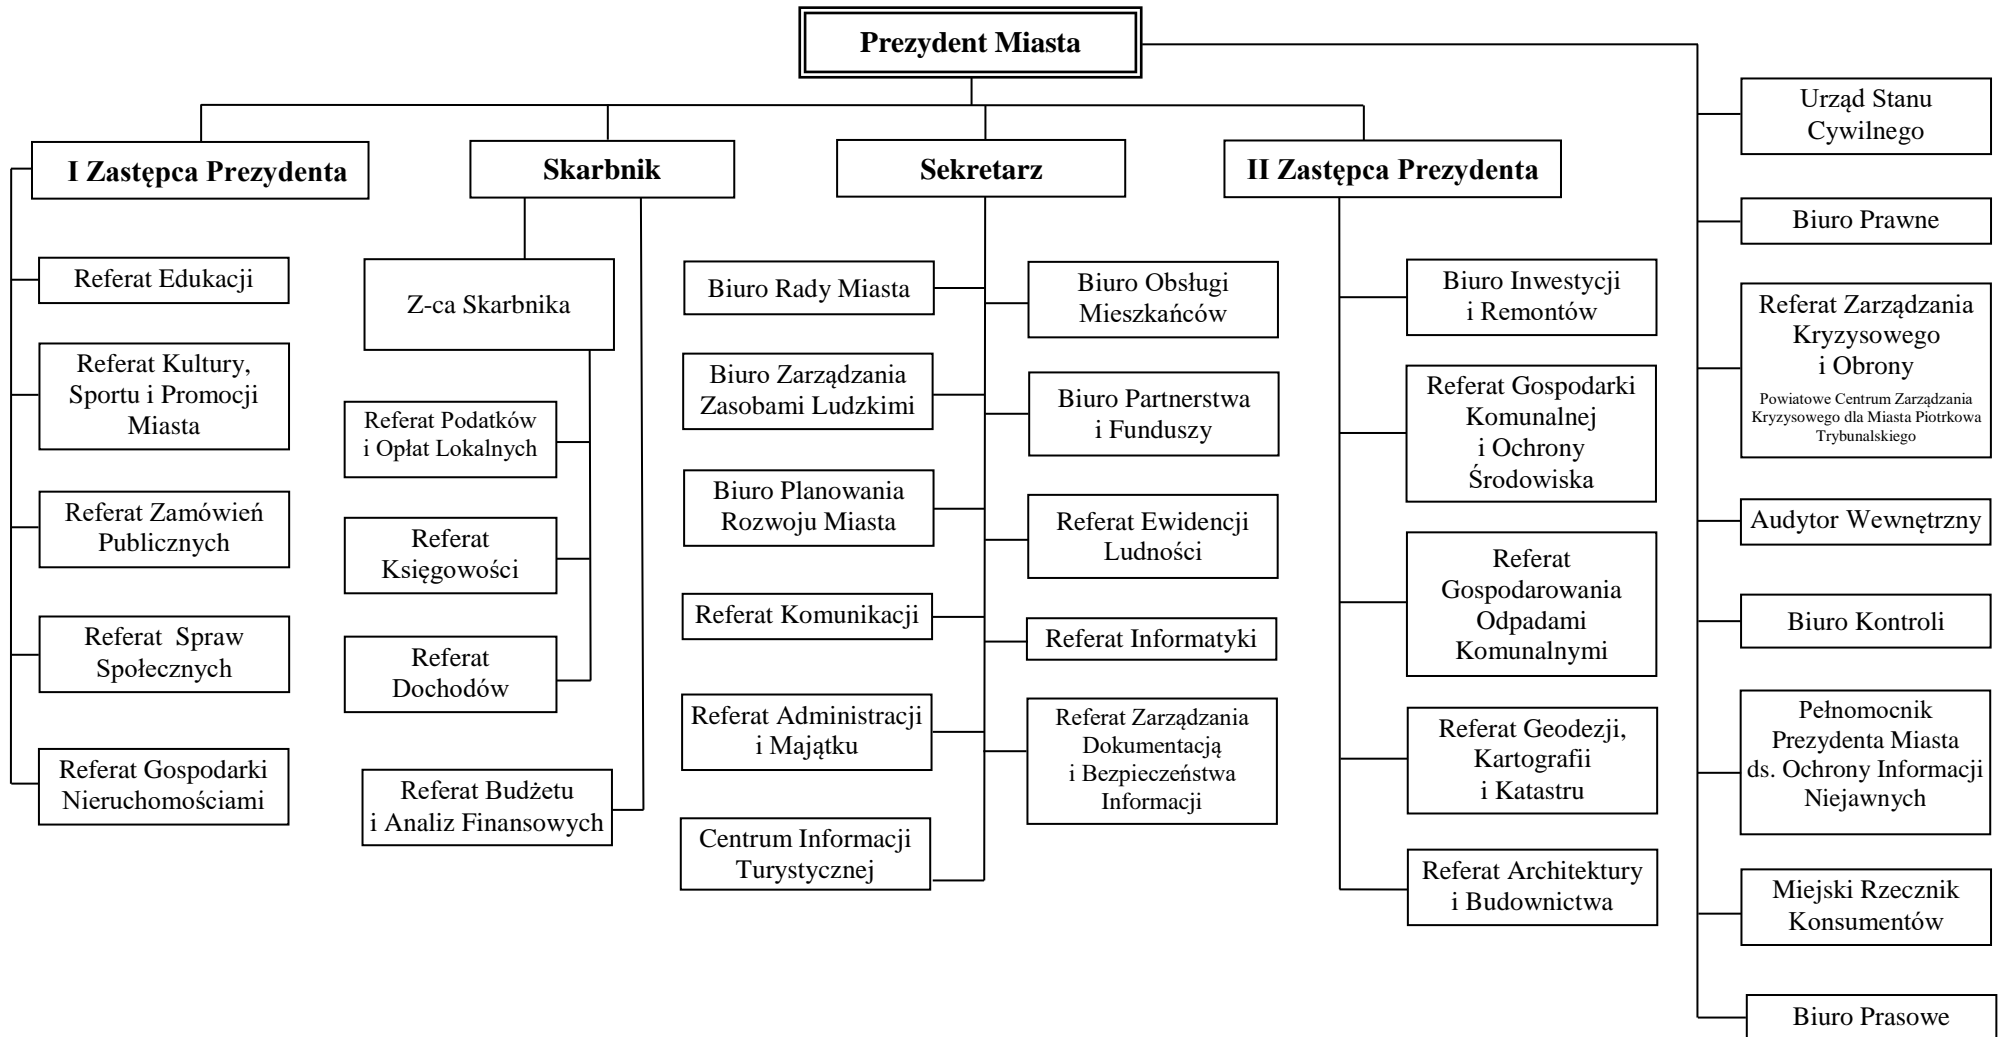 Prezydent Miasta
I Zastępca Prezydenta
Referat Edukacji
Referat Kultury,
Sportu i Promocji
Miasta
Referat Zamówień
Publicznych
Referat Spraw
Społecznych
Referat Gospodarki
Nieruchomościami
Skarbnik
Z-ca Skarbnika
Referat Podatków
i Opłat Lokalnych
Referat
Księgowości
Referat
Dochodów
Referat Budżetu
i Analiz Finansowych
Sekretarz
Biuro Rady Miasta
Biuro Zarządzania
Zasobami Ludzkimi
Biuro Planowania
Rozwoju Miasta
Referat Komunikacji
Referat Administracji
i Majątku
Centrum Informacji
Turystycznej
Biuro Obsługi
Mieszkańców
Biuro Partnerstwa
i Funduszy
Referat Ewidencji
Ludności
Referat Informatyki
Referat Zarządzania
Dokumentacją
i Bezpieczeństwa
Informacji
II Zastępca Prezydenta
Biuro Inwestycji
i Remontów
Referat Gospodarki
Komunalnej
i Ochrony
Środowiska
Referat
Gospodarowania
Odpadami
Komunalnymi
Referat Geodezji,
Kartografii
i Katastru
Referat Architektury
i Budownictwa
Urząd Stanu
Cywilnego
Biuro Prawne
Referat Zarządzania
Kryzysowego
i Obrony
Powiatowe Centrum Zarządzania
Kryzysowego dla Miasta Piotrkowa
Trybunalskiego
Audytor Wewnętrzny
Biuro Kontroli
Pełnomocnik
Prezydenta Miasta
ds. Ochrony Informacji
Niejawnych
Miejski Rzecznik
Konsumentów
Biuro Prasowe